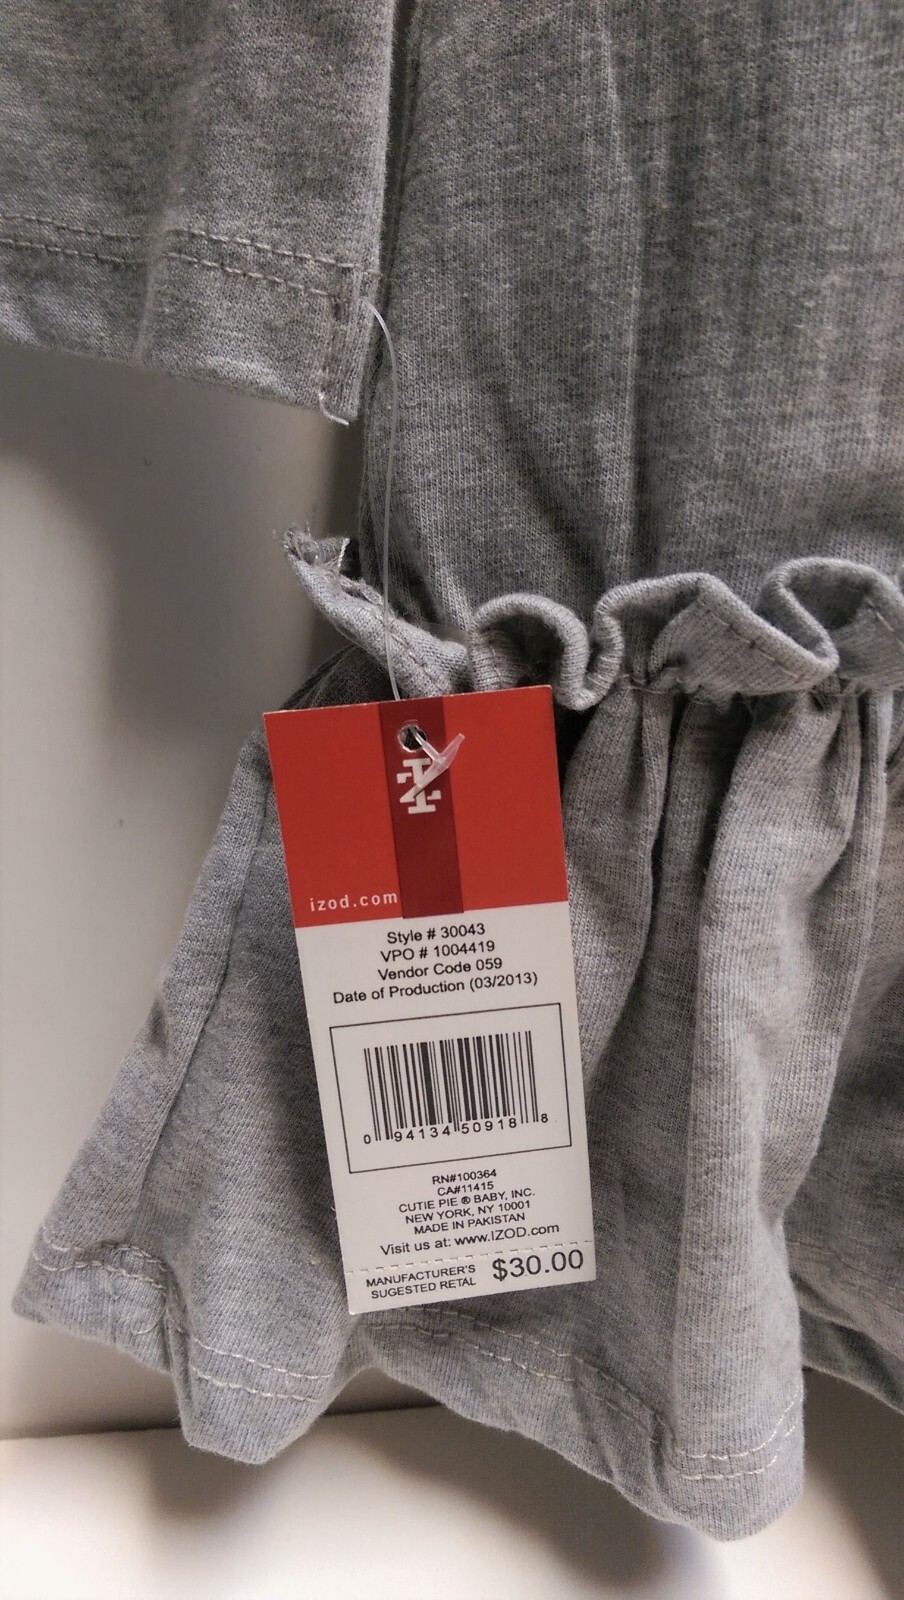 IZ
izod.com
Style # 30043
VPO # 1004419
Vendor Code 059
Date of Production (03/2013)
0 94134 50918 8
RN#100364
CA#11415
CUTIE PIE ® BABY, INC.
NEW YORK, NY 10001
MADE IN PAKISTAN
Visit us at: www.IZOD.com
MANUFACTURER'S
SUGESTED RETAL $30.00